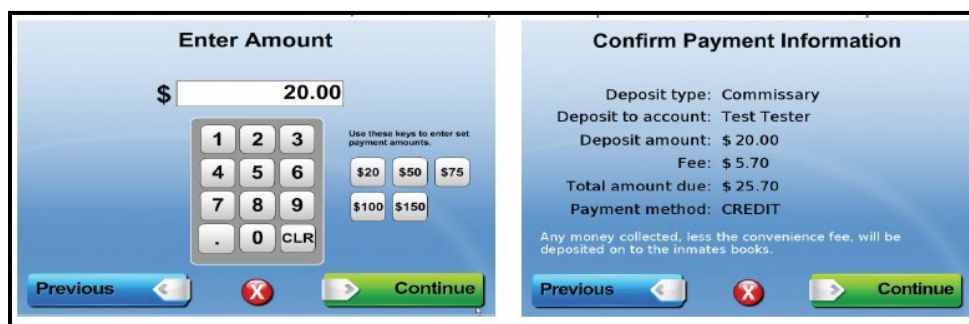 Enter Amount
$ 20.00
1 2 3
4 5 6
7 8 9
. 0 CLR
Use these keys to enter set
payment amounts.
$20 $50 $75
$100 $150
Previous < X > Continue
Confirm Payment Information
Deposit type: Commissary
Deposit to account: Test Tester
Deposit amount: $ 20.00
Fee: $ 5.70
Total amount due: $ 25.70
Payment method: CREDIT
Any money collected, less the convenience fee, will be
deposited on to the inmates books.
Previous < X > Continue